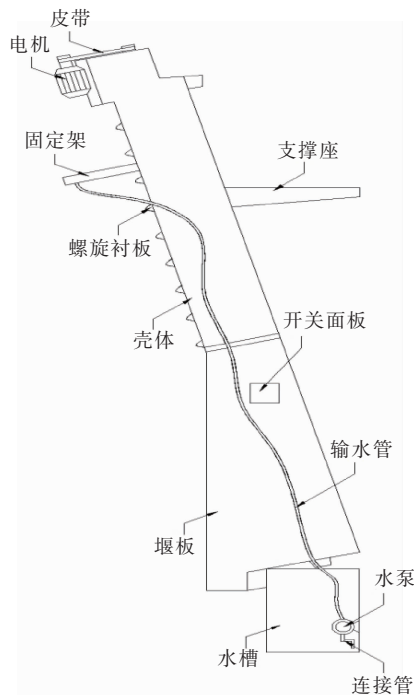 皮带
电机
固定架
支撑座
螺旋衬板
壳体
开关面板
输水管
堰板
水泵
水槽
连接管